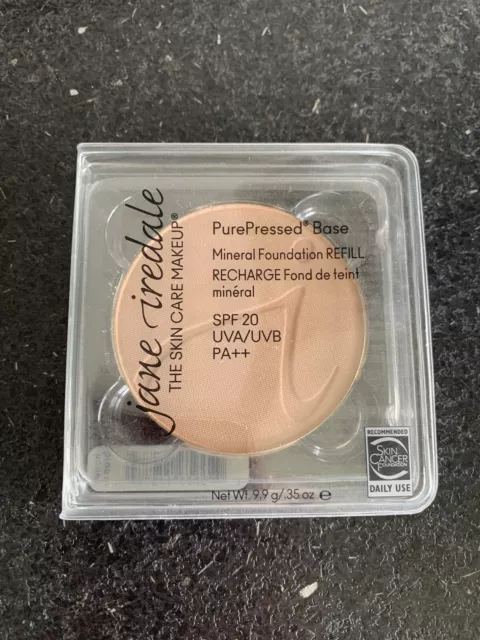 jane iredale
THE SKIN CARE MAKEUP®
PurePressed® Base
Mineral Foundation REFILL
RECHARGE Fond de teint
minéral
SPF 20
UVA/UVB
PA++
RECOMMENDED
SKIN
CANCER
FOUNDATION
DAILY USE
Net Wt. 9.9 g/.35 oz e